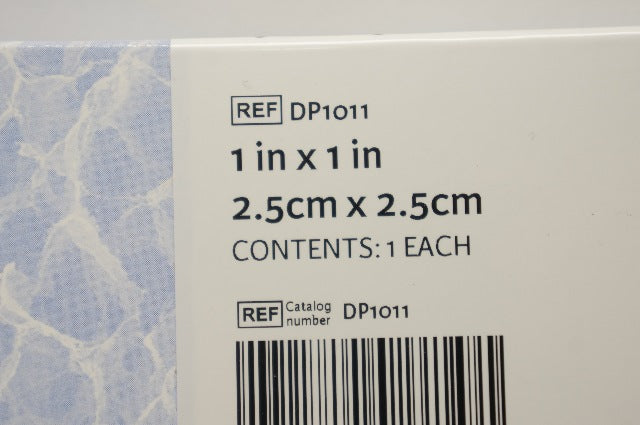 REF DP1011
1 in x 1 in
2.5cm x 2.5cm
CONTENTS: 1 EACH
REF Catalog number DP1011